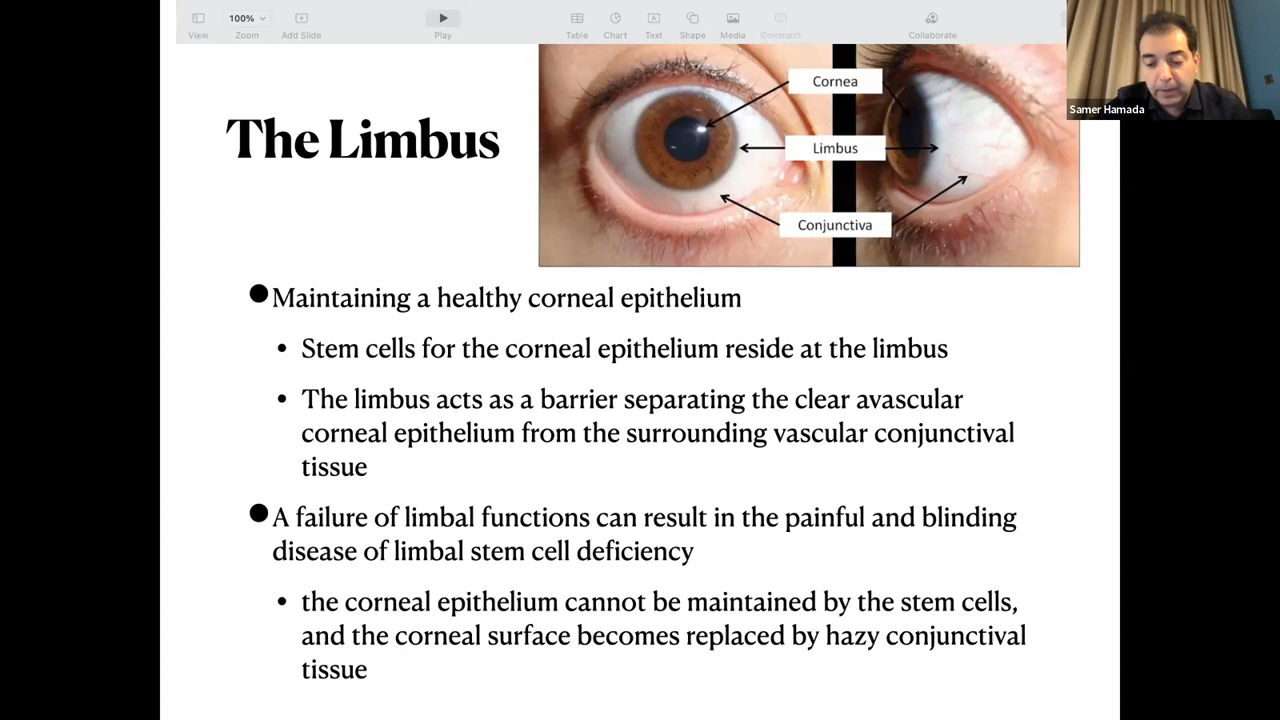 100%
View
Zoom
Add Slide
Play
Table
Chart
Text
Shape
Media
Comment
Collaborate
Samer Hamada
The Limbus
Cornea
Limbus
Conjunctiva
Maintaining a healthy corneal epithelium
• Stem cells for the corneal epithelium reside at the limbus
• The limbus acts as a barrier separating the clear avascular
corneal epithelium from the surrounding vascular conjunctival
tissue
A failure of limbal functions can result in the painful and blinding
disease of limbal stem cell deficiency
• the corneal epithelium cannot be maintained by the stem cells,
and the corneal surface becomes replaced by hazy conjunctival
tissue